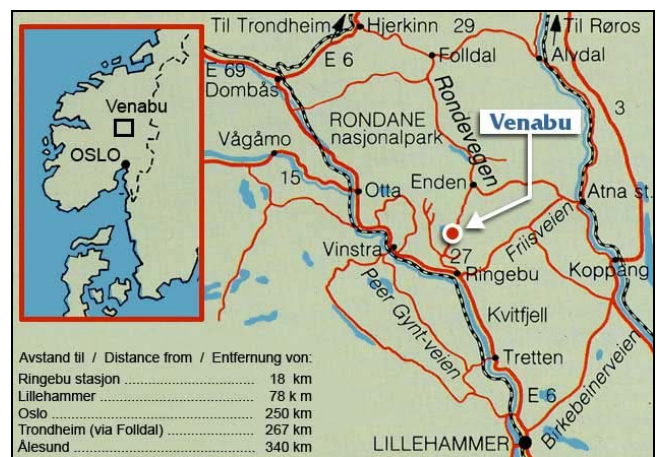 Venabu
OSLO
Til Trondheim
Hjerkinn
29
Til Røros
E 6
Folldal
Alvdal
E 69
Dombås
3
RONDANE
nasjonalpark
Rondevegen
Venabu
Vågåmo
15
Otta
Enden
Atna st.
Vinstra
27
Friisveien
Ringebu
Koppang
Peer Gynt-veien
Kvitfjell
Tretten
E 6
Birkebeinerveien
LILLEHAMMER
Avstand til / Distance from / Entfernung von:
Ringebu stasjon ........................... 18 km
Lillehammer ................................ 78 k m
Oslo ............................................ 250 km
Trondheim (via Folldal) ................ 267 km
Ålesund ....................................... 340 km